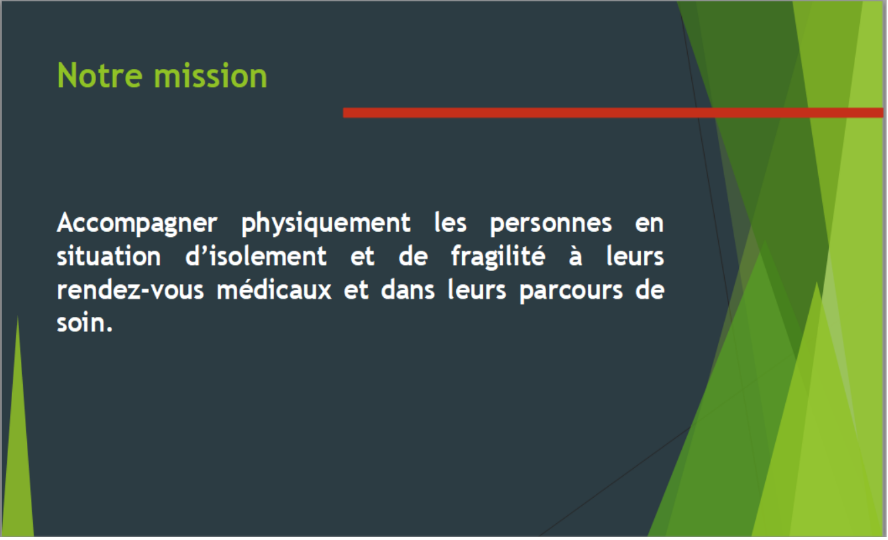 Notre mission
Accompagner physiquement les personnes en
situation d’isolement et de fragilité à leurs
rendez-vous médicaux et dans leurs parcours de
soin.